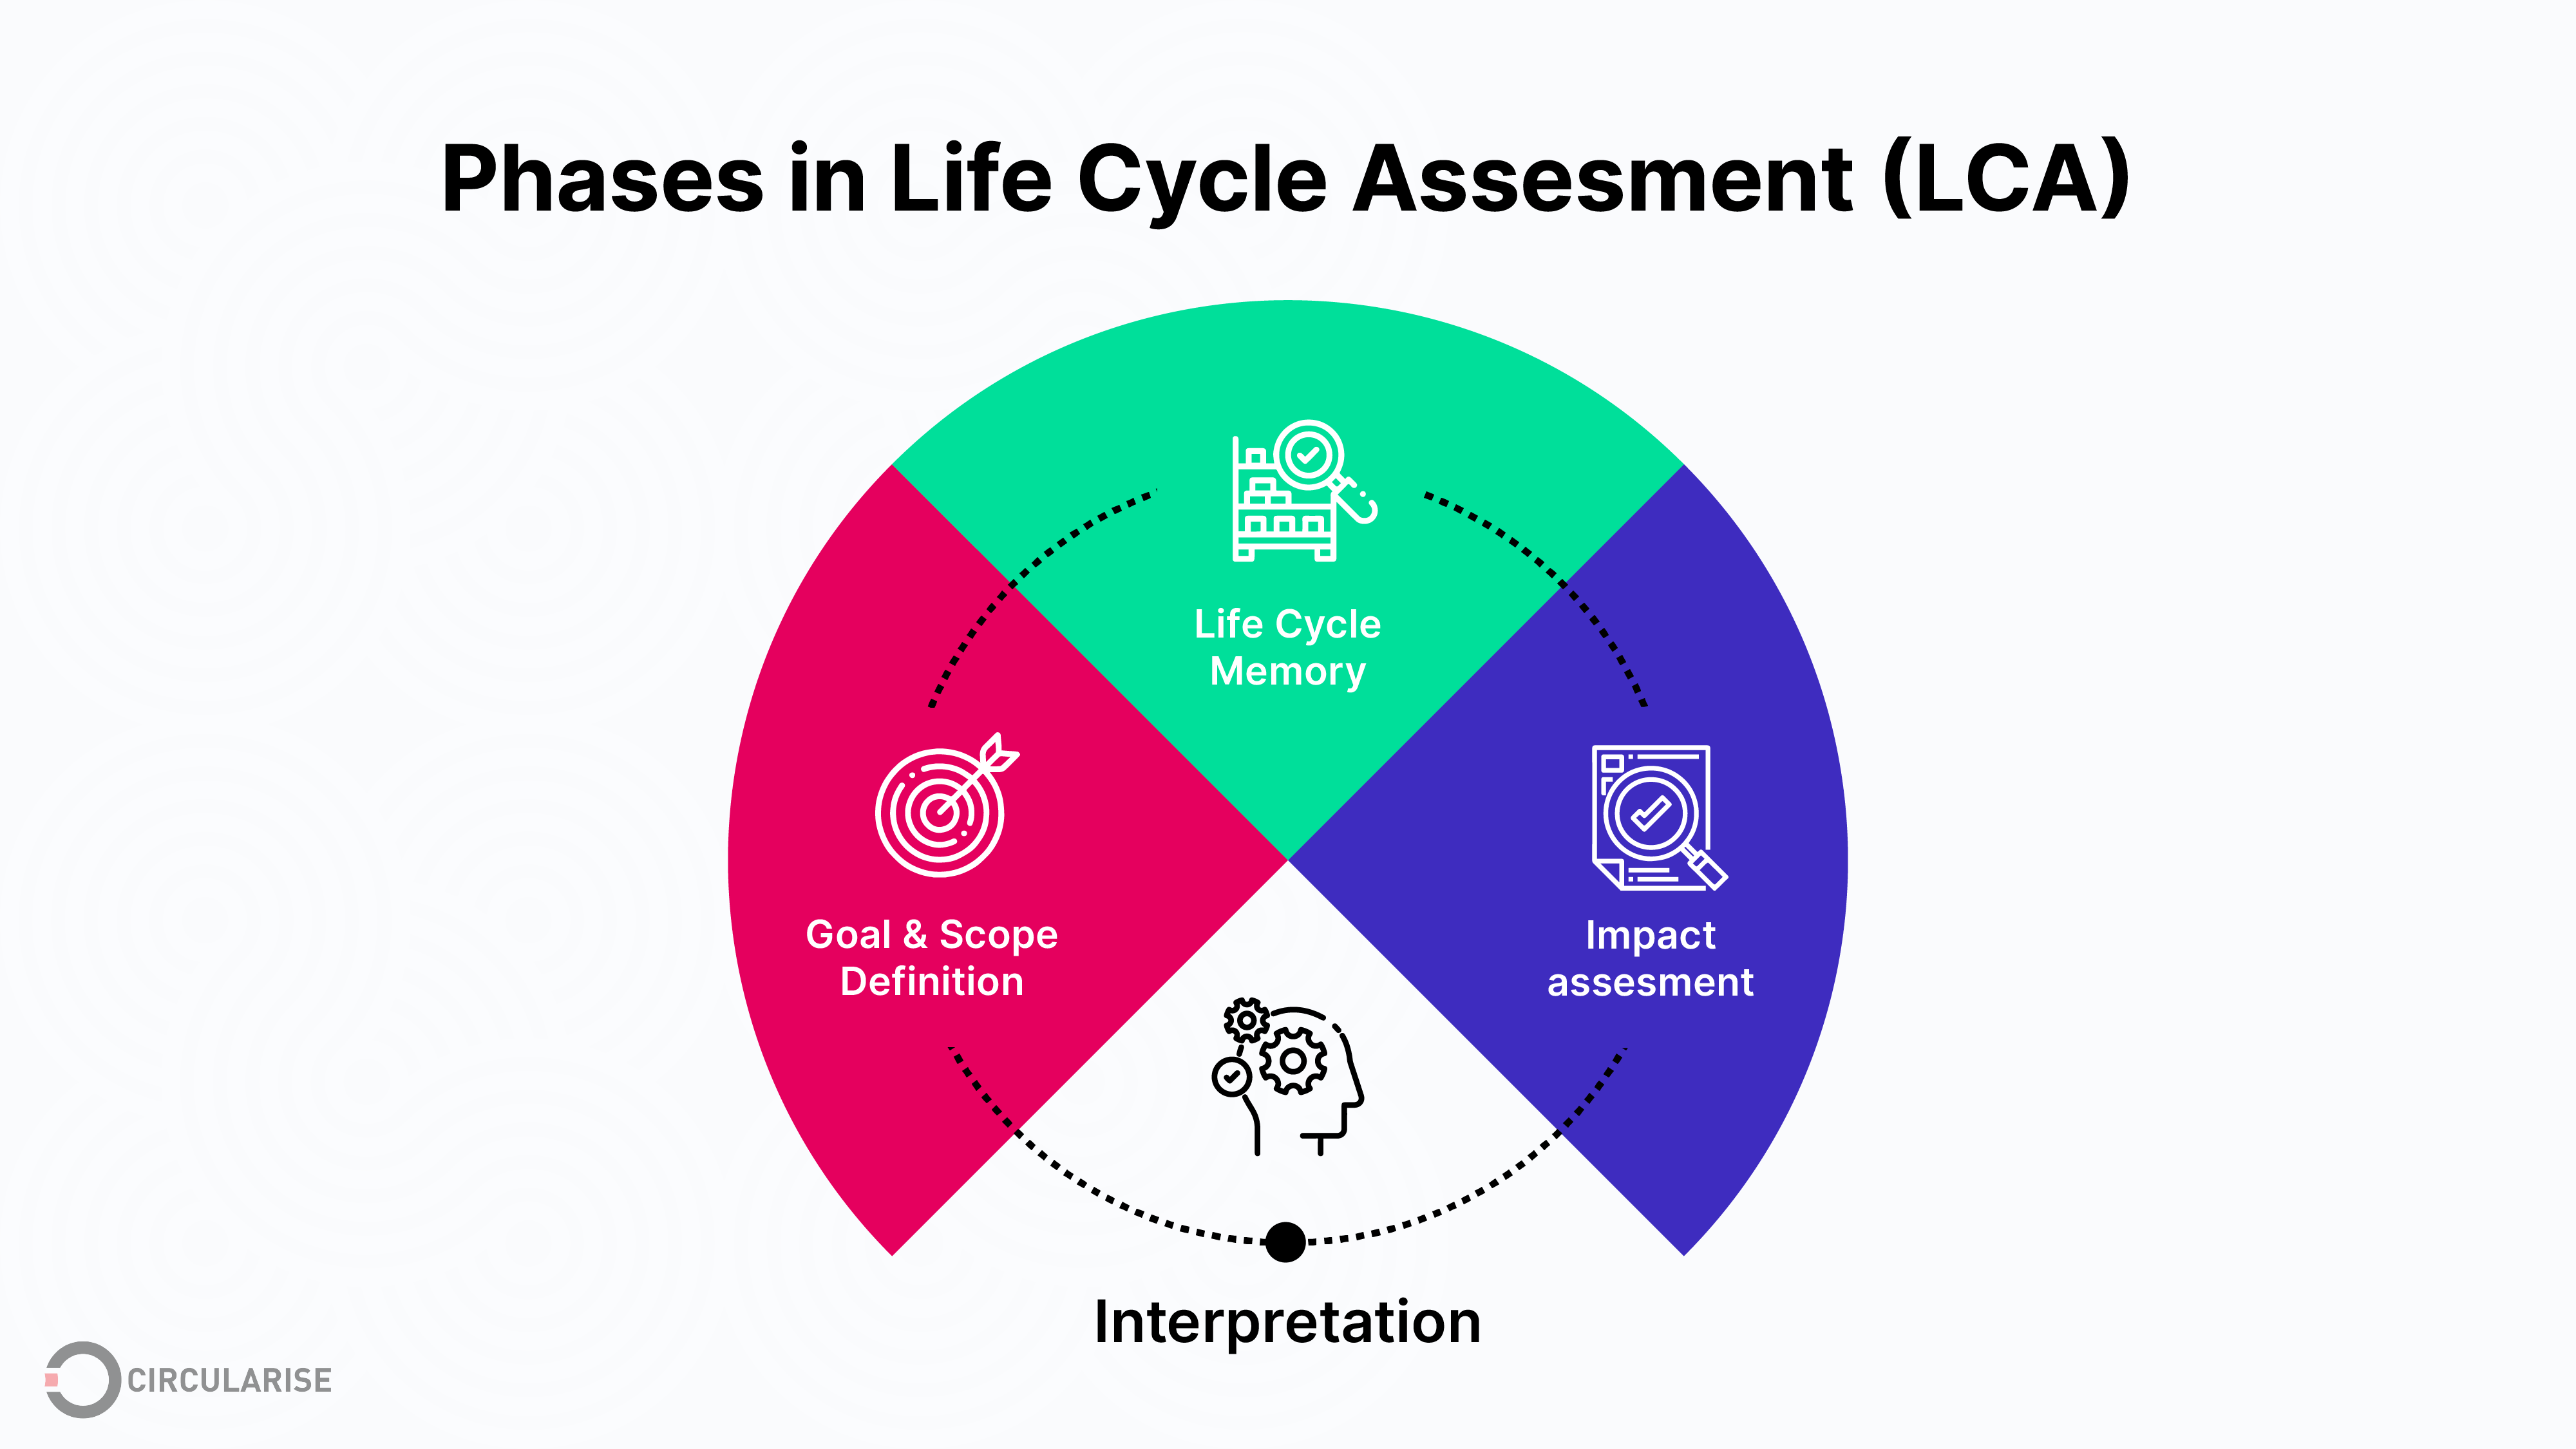 Phases in Life Cycle Assesment (LCA)
Life Cycle
Memory
Goal & Scope
Definition
Impact
assesment
Interpretation
CIRCULARISE